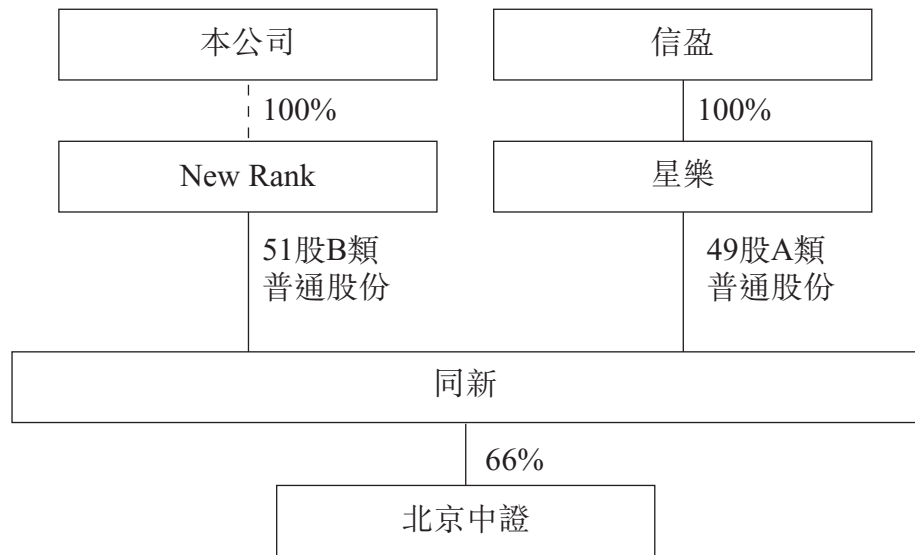 本公司
信盈
100%
100%
New Rank
星樂
51股B類
普通股份
49股A類
普通股份
同新
66%
北京中證